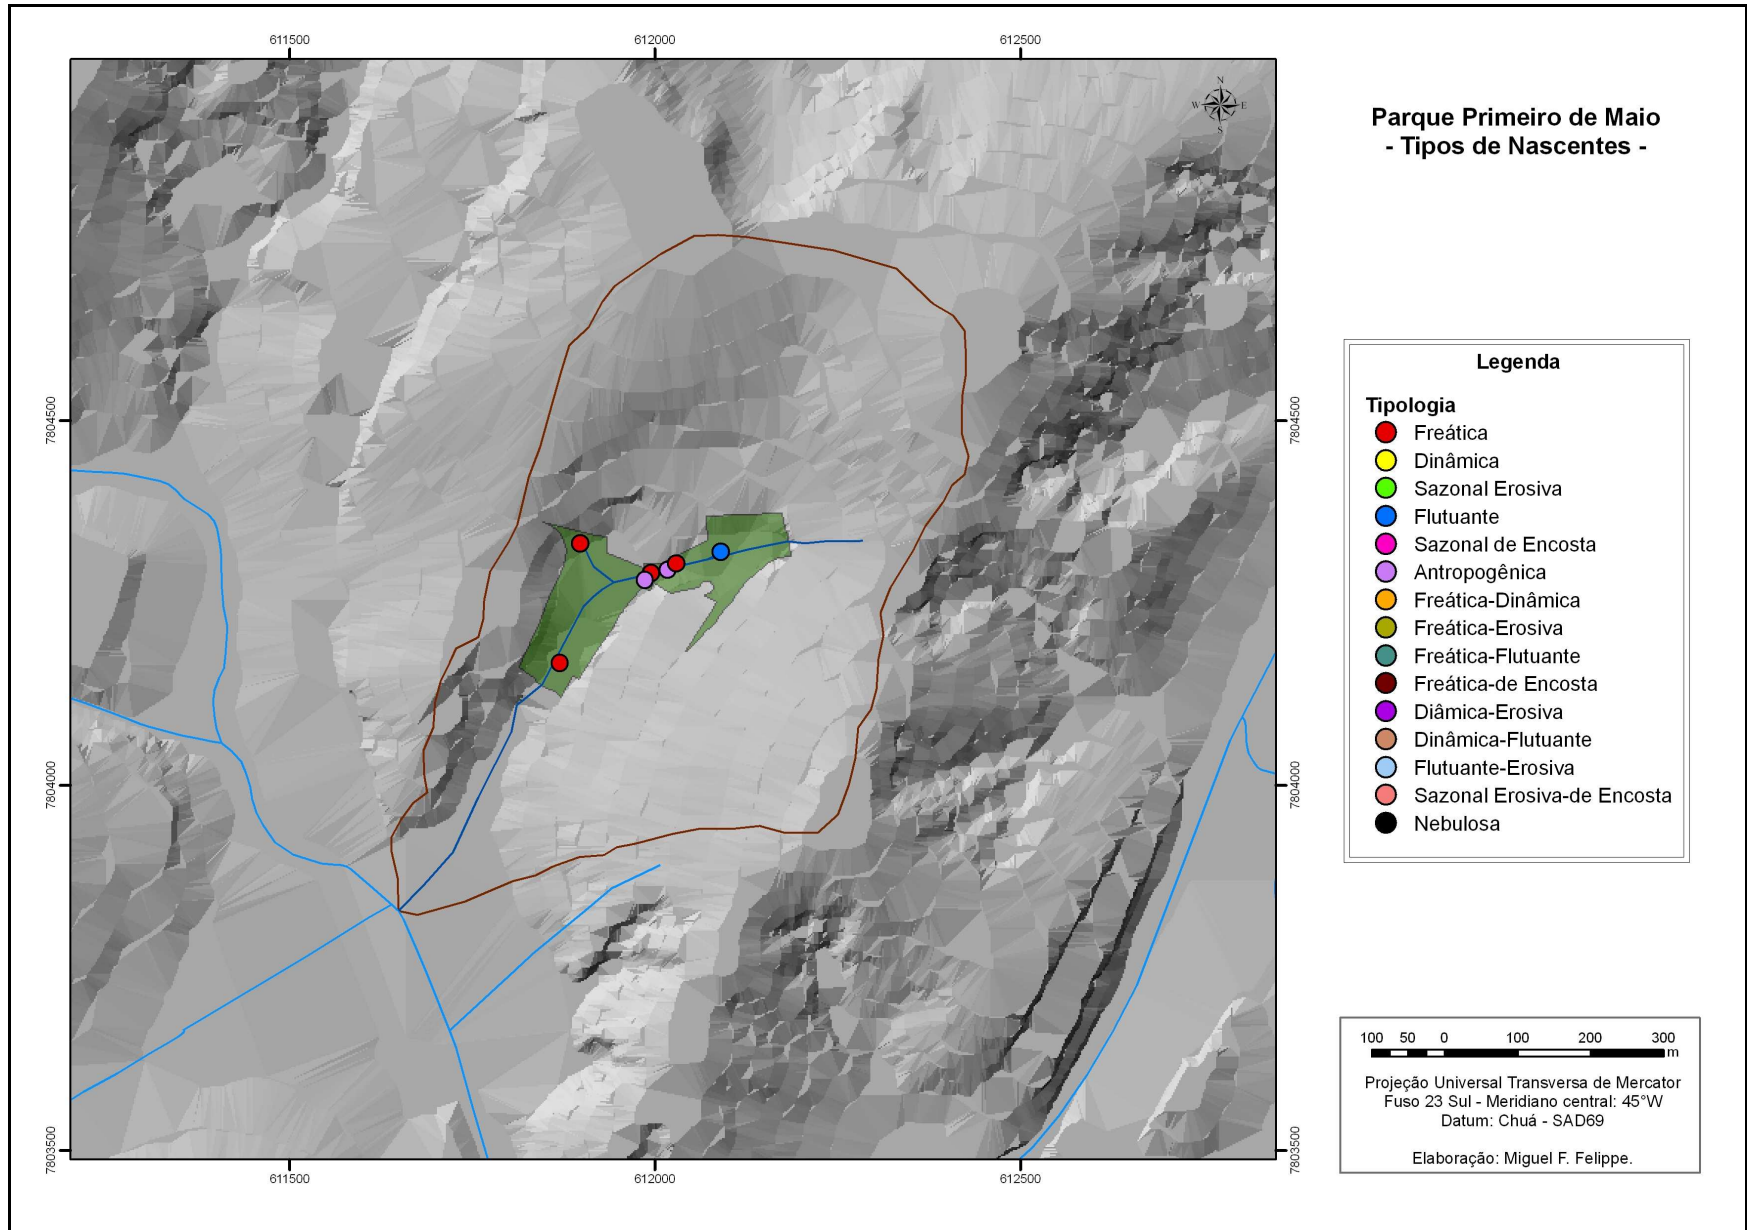 611500
612000
612500
N
W
E
S
Parque Primeiro de Maio
- Tipos de Nascentes -
7804500
7804500
7804000
7804000
7803500
7803500
611500
612000
612500
Legenda
Tipologia
Freática
Dinâmica
Sazonal Erosiva
Flutuante
Sazonal de Encosta
Antropogênica
Freática-Dinâmica
Freática-Erosiva
Freática-Flutuante
Freática-de Encosta
Diâmica-Erosiva
Dinâmica-Flutuante
Flutuante-Erosiva
Sazonal Erosiva-de Encosta
Nebulosa
100 50 0 100 200 300
m
Projeção Universal Transversa de Mercator
Fuso 23 Sul - Meridiano central: 45°W
Datum: Chuá - SAD69
Elaboração: Miguel F. Felippe.